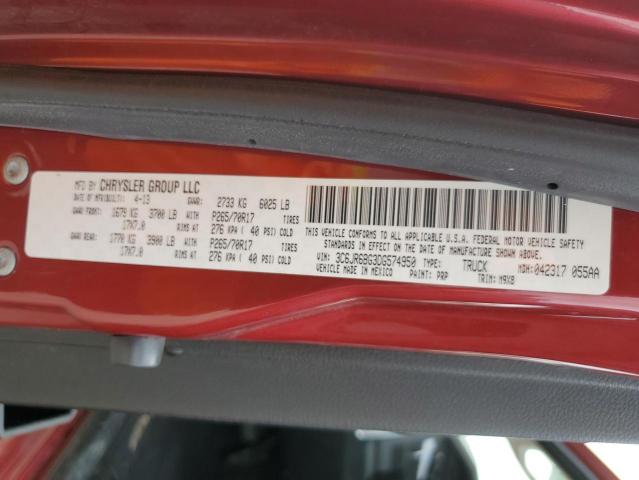 MFD BY CHRYSLER GROUP LLC
DATE OF MFR(BUILT): 4-13 GVWR: 2733 KG 6025 LB
GAWR FRONT: 1679 KG 3700 LB WITH P265/70R17 TIRES
17X7.0 RIMS AT 276 KPA ( 40 PSI) COLD
GAWR REAR: 1770 KG 3900 LB WITH P265/70R17 TIRES
17X7.0 RIMS AT 276 KPA ( 40 PSI) COLD
THIS VEHICLE CONFORMS TO ALL APPLICABLE U.S.A. FEDERAL MOTOR VEHICLE SAFETY
STANDARDS IN EFFECT ON THE DATE OF MANUFACTURE SHOWN ABOVE.
VIN: 3C6JR6BG3DG574950 TYPE: TRUCK MDH: 042317 055AA
VEHICLE MADE IN MEXICO PAINT: PRP TRIM: M9X8